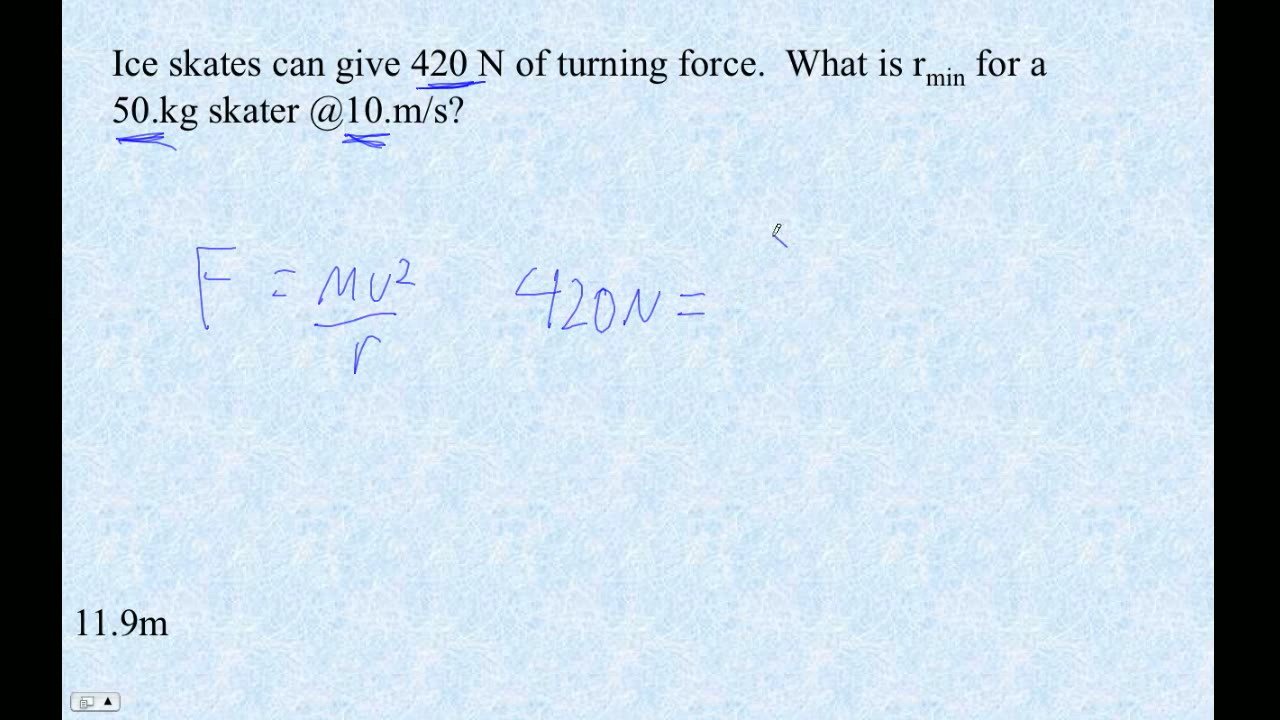 Ice skates can give 420 N of turning force.  What is rmin for a
50.kg skater @10.m/s?
F = mv²/r
420N =
11.9m